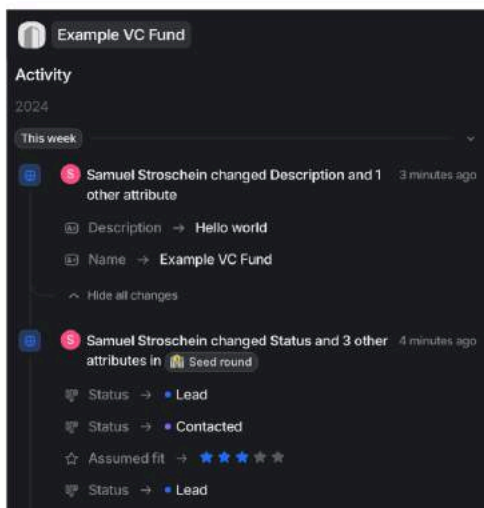 Example VC Fund
Activity
2024
This week
S Samuel Stroschein changed Description and 1 3 minutes ago
other attribute
Description → Hello world
Name → Example VC Fund
Hide all changes
S Samuel Stroschein changed Status and 3 other 4 minutes ago
attributes in Seed round
Status → Lead
Status → Contacted
Assumed fit →
Status → Lead